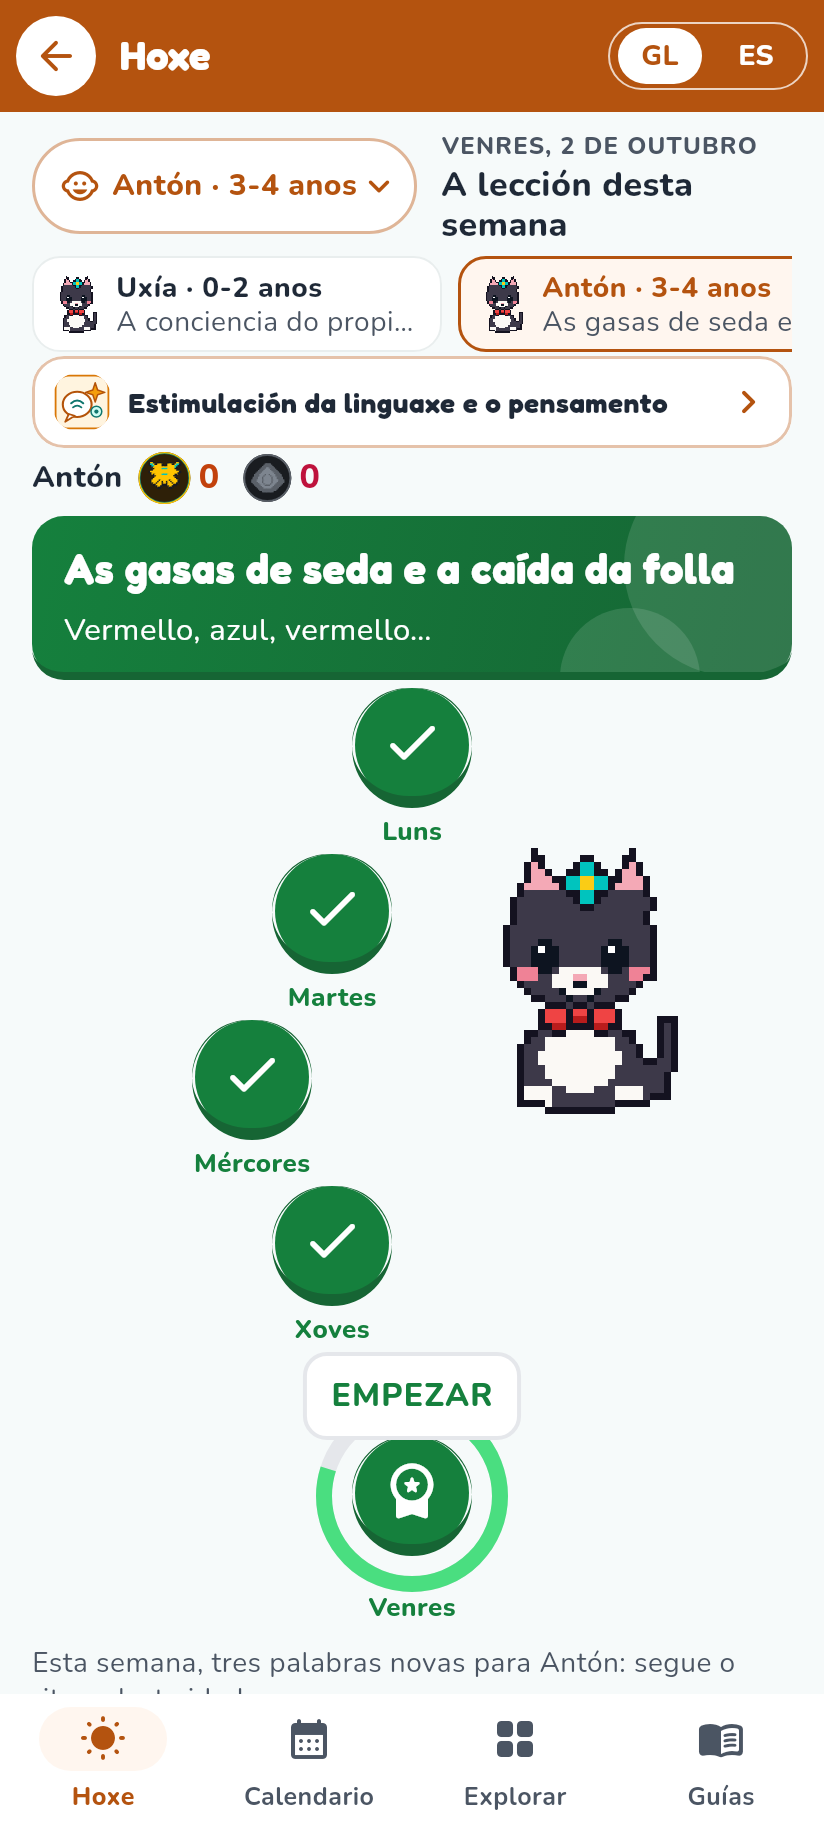 Hoxe
GL ES
Antón · 3-4 anos
VENRES, 2 DE OUTUBRO
A lección desta
semana
Uxía · 0-2 anos
A conciencia do propi...
Antón · 3-4 anos
As gasas de seda e
Estimulación da linguaxe e o pensamento
Antón 0 0
As gasas de seda e a caída da folla
Vermello, azul, vermello...
Luns
Martes
Mércores
Xoves
EMPEZAR
Venres
Esta semana, tres palabras novas para Antón: segue o
Hoxe
Calendario
Explorar
Guías